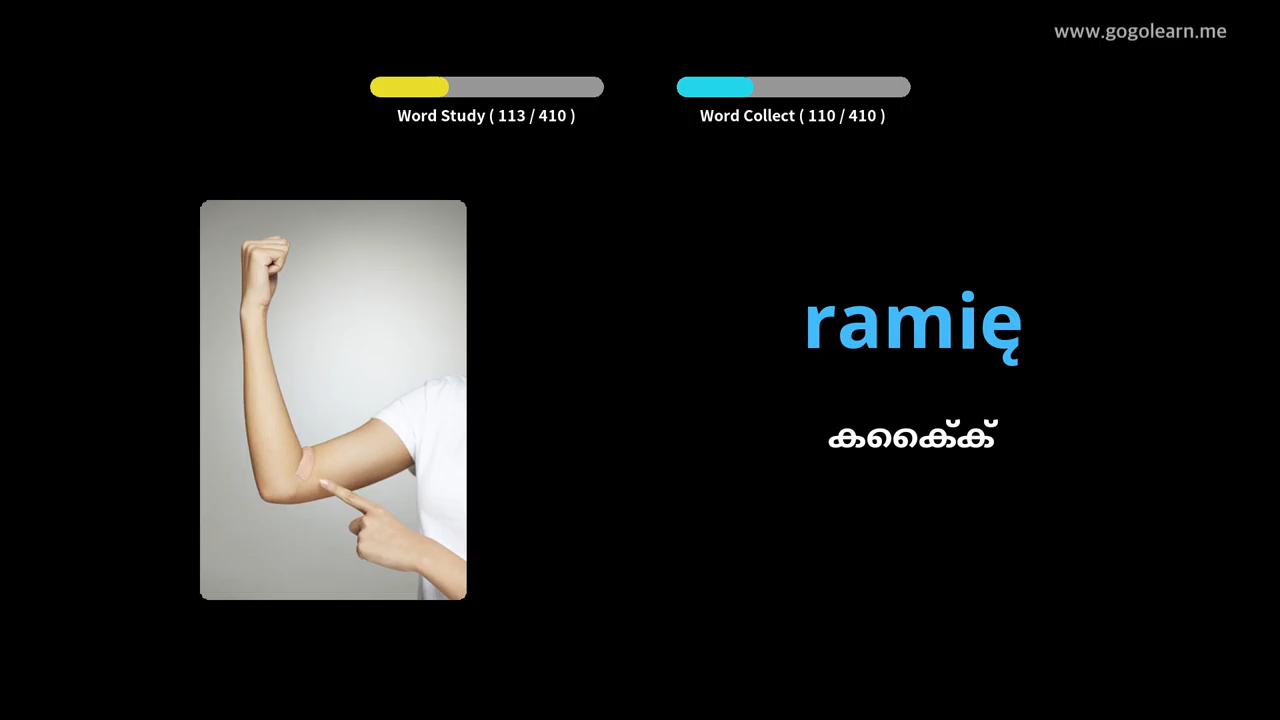 www.gogolearn.me
Word Study ( 113 / 410 )
Word Collect ( 110 / 410 )
ramię
കകൈ്ക്